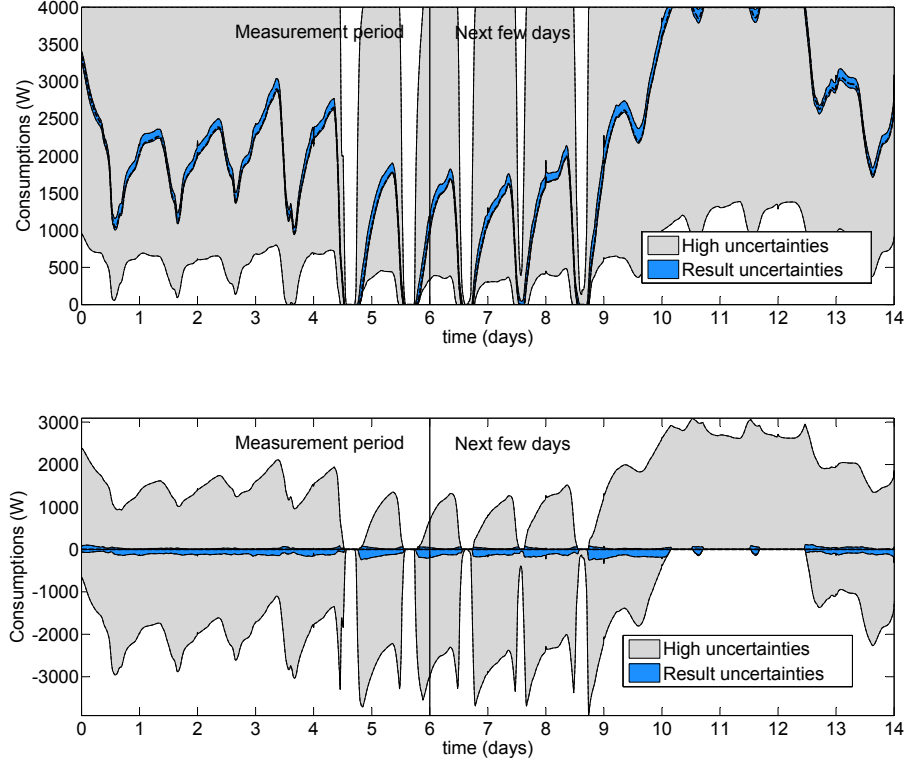 4000
3500
3000
2500
2000
1500
1000
500
0
Consumptions (W)
Measurement period
Next few days
High uncertainties
Result uncertainties
0 1 2 3 4 5 6 7 8 9 10 11 12 13 14
time (days)
3000
2000
1000
0
-1000
-2000
-3000
Consumptions (W)
Measurement period
Next few days
High uncertainties
Result uncertainties
0 1 2 3 4 5 6 7 8 9 10 11 12 13 14
time (days)